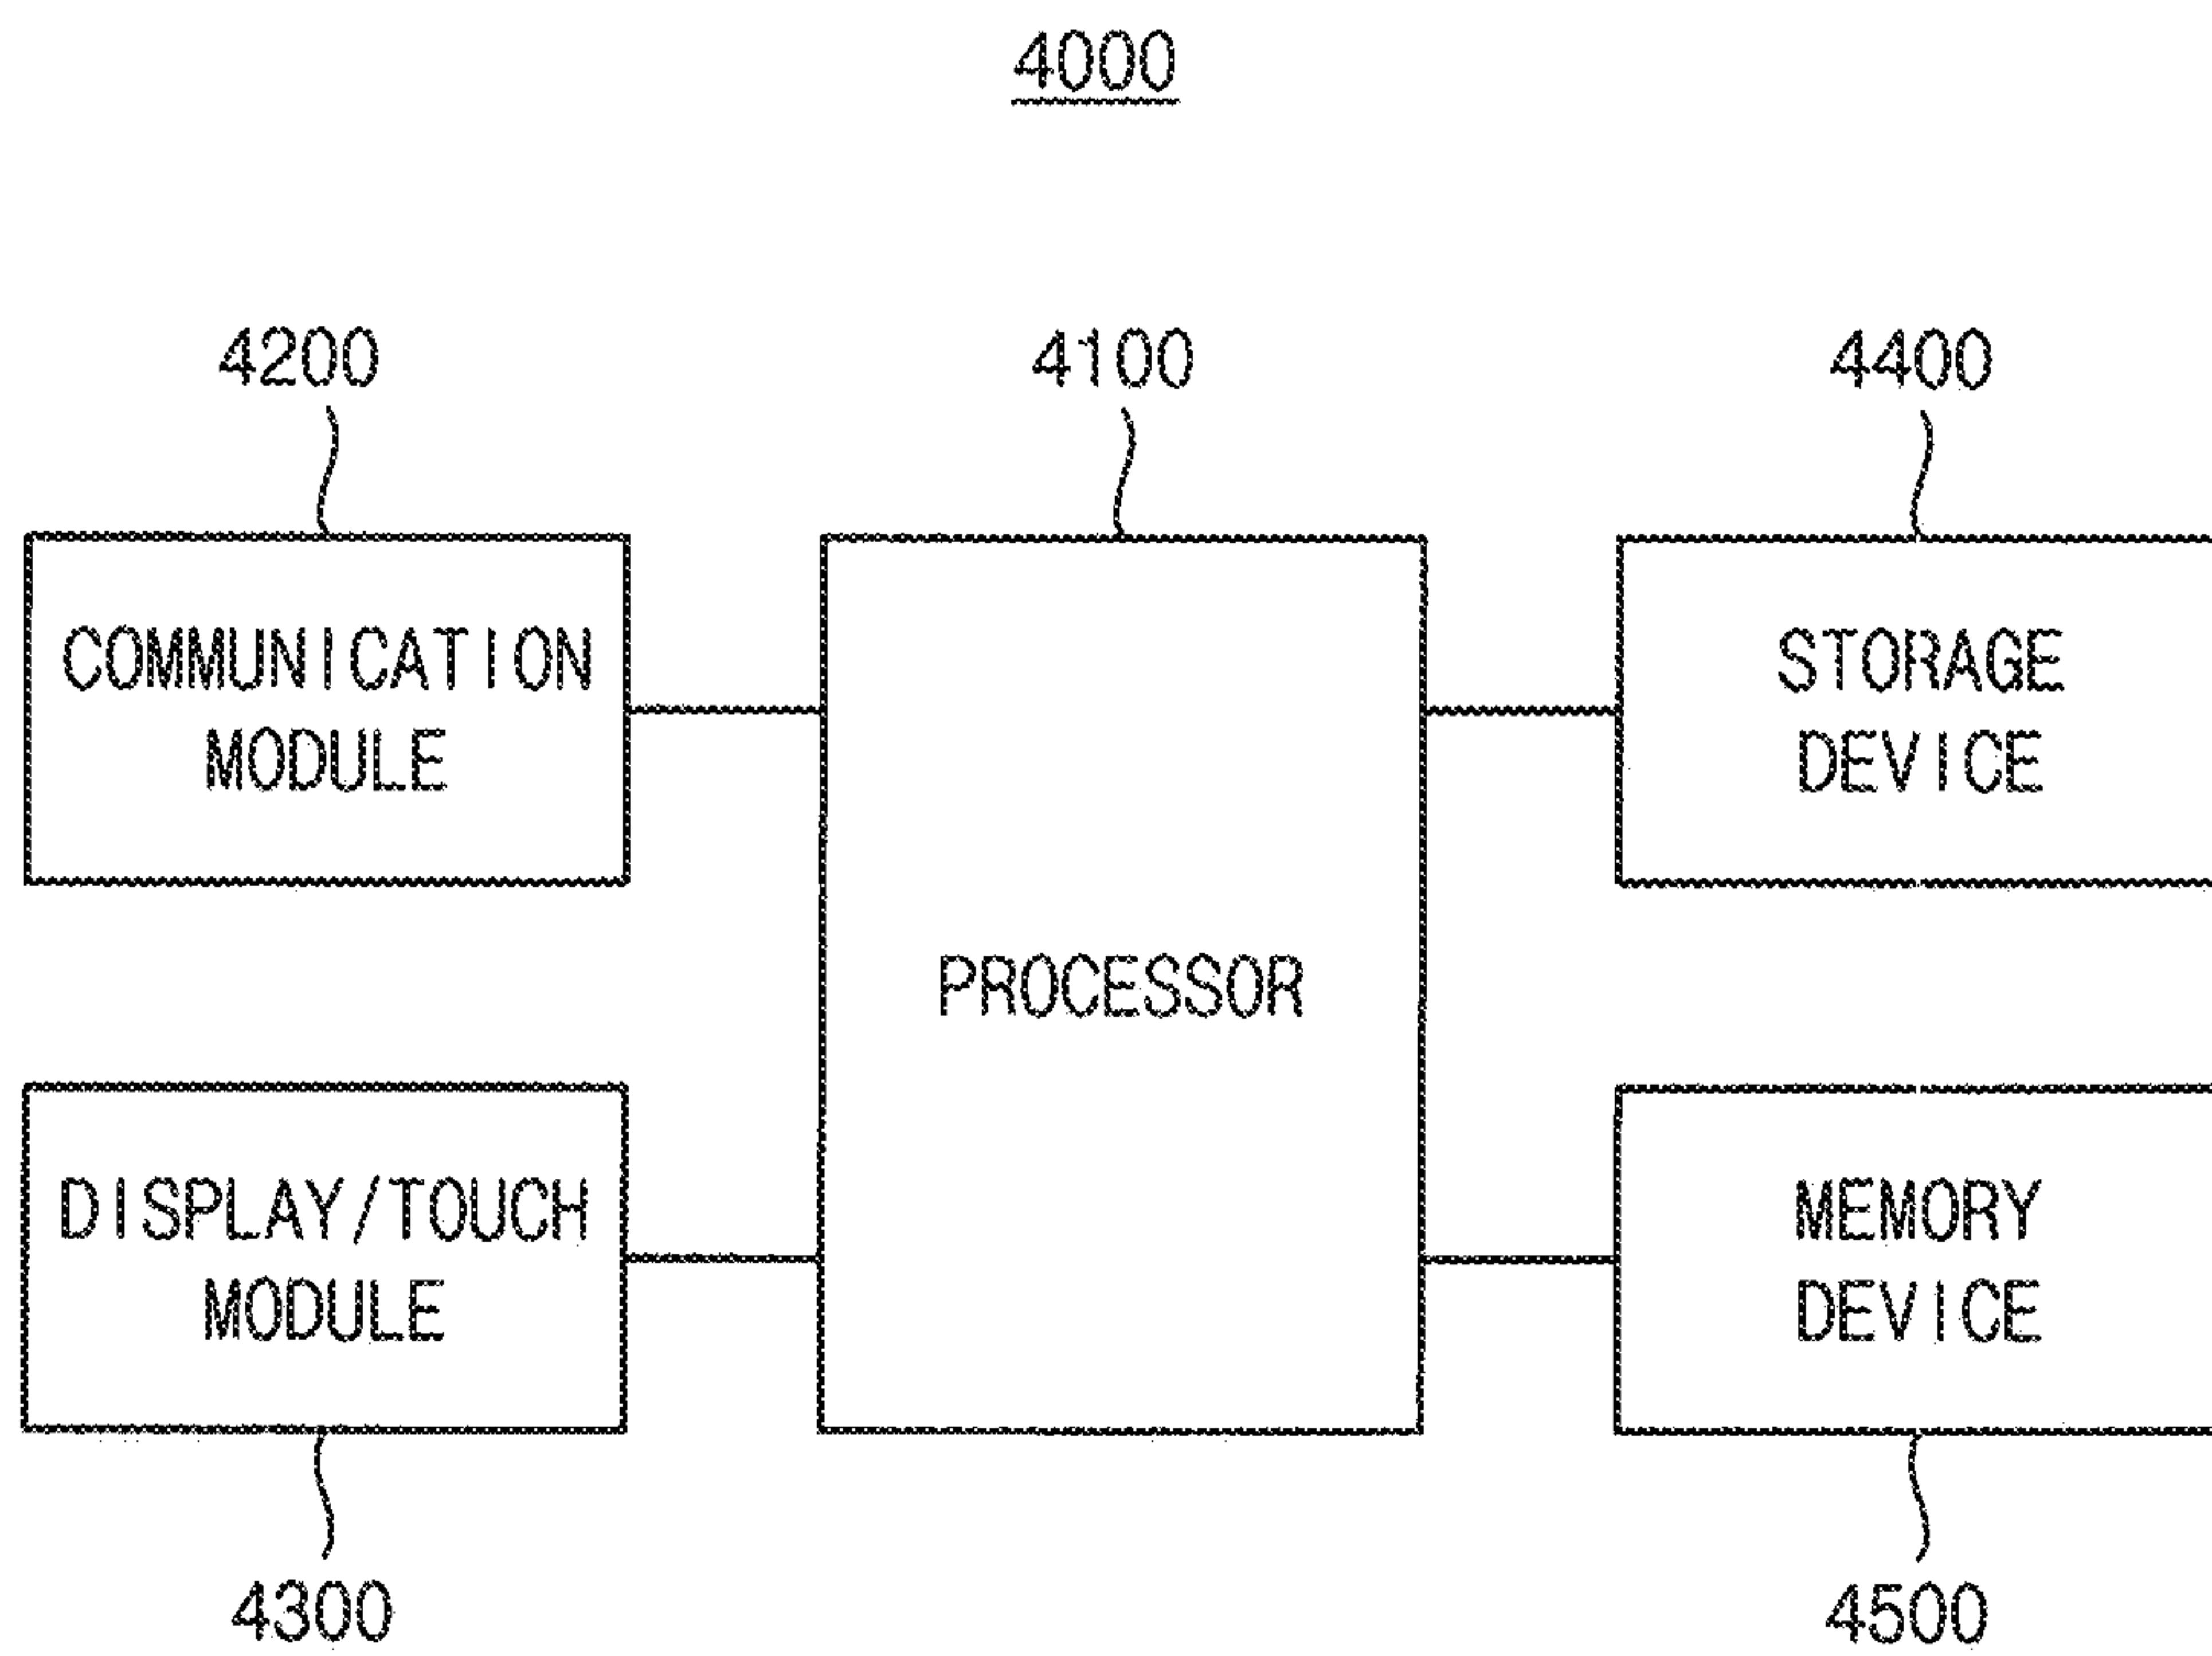 4000
4200
4100
4400
COMMUNICATION
MODULE
STORAGE
DEVICE
PROCESSOR
DISPLAY/TOUCH
MODULE
MEMORY
DEVICE
4300
4500